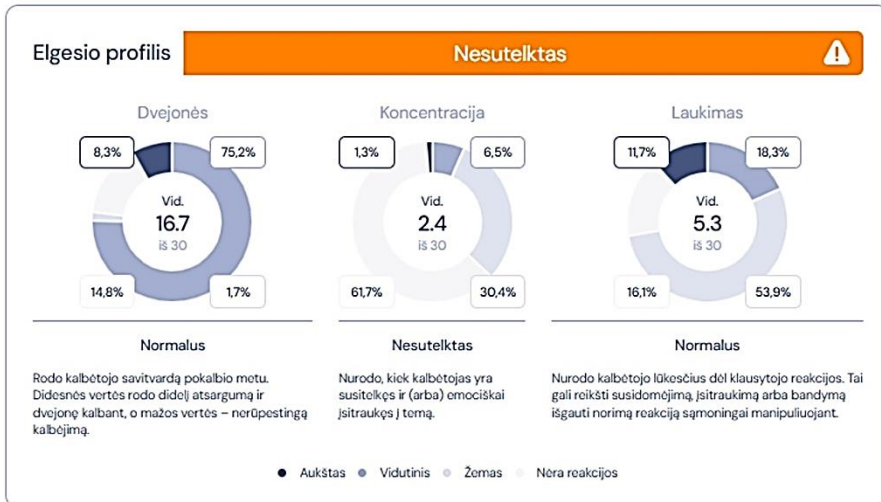 Elgesio profilis
Nesutelktas
Dvejonės
8,3%
75,2%
Vid.
16.7
iš 30
14,8%
1,7%
Normalus
Rodo kalbėtojo savitvardą pokalbio metu.
Didesnės vertės rodo didelį atsargumą ir
dvejonę kalbant, o mažos vertės – nerūpestingą
kalbėjimą.
Koncentracija
1,3%
6,5%
Vid.
2.4
iš 30
61,7%
30,4%
Nesutelktas
Nurodo, kiek kalbėtojas yra
susitelkęs ir (arba) emociškai
įsitraukęs į temą.
Laukimas
11,7%
18,3%
Vid.
5.3
iš 30
16,1%
53,9%
Normalus
Nurodo kalbėtojo lūkesčius dėl klausytojo reakcijos. Tai
gali reikšti susidomėjimą, įsitraukimą arba bandymą
išgauti norimą reakciją sąmoningai manipuliuojant.
Aukštas
Vidutinis
Žemas
Nėra reakcijos